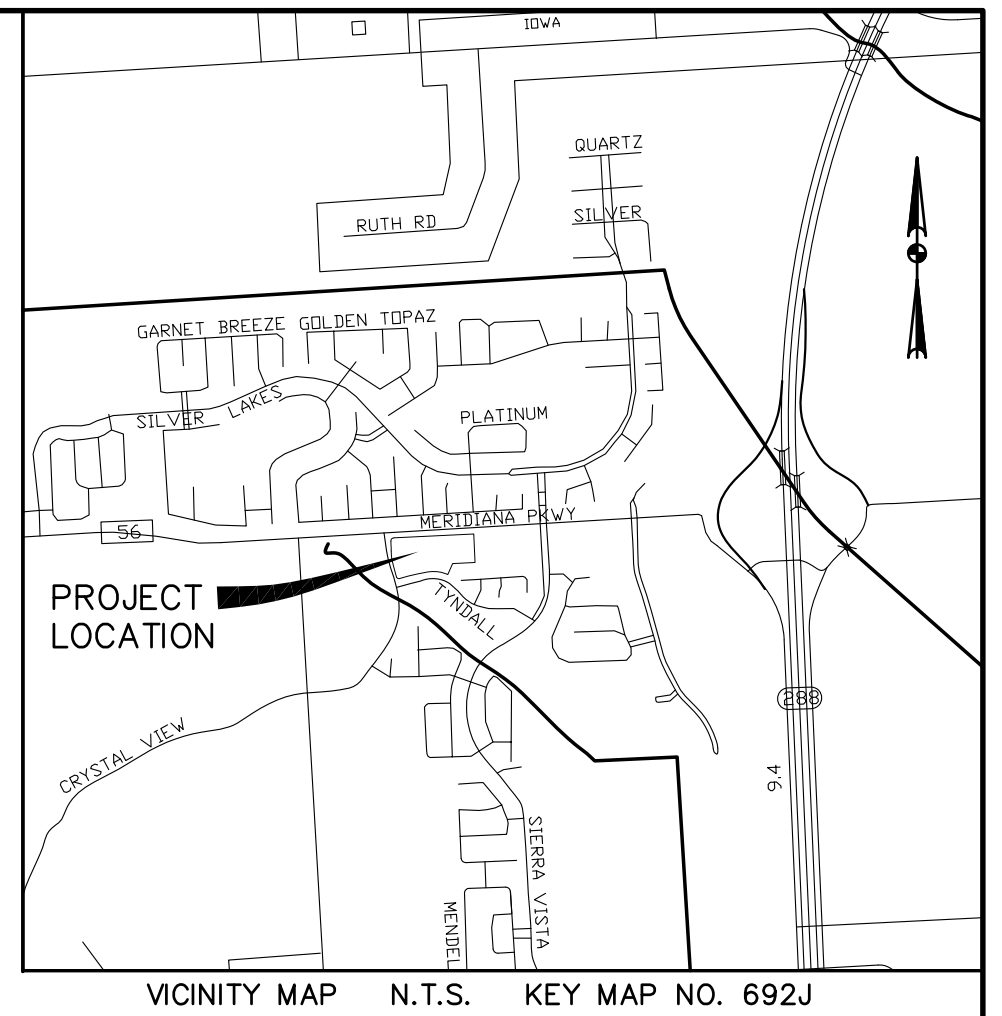 IOWA
QUARTZ
RUTH RD
SILVER
GARNET BREEZE GOLDEN TOPAZ
SILVER LAKES
PLATINUM
MERIDIANA PKWY
56
PROJECT
LOCATION
TYNDALL
288
CRYSTAL VIEW
9.4
SIERRA VISTA
MENDEL
VICINITY MAP N.T.S. KEY MAP NO. 692J